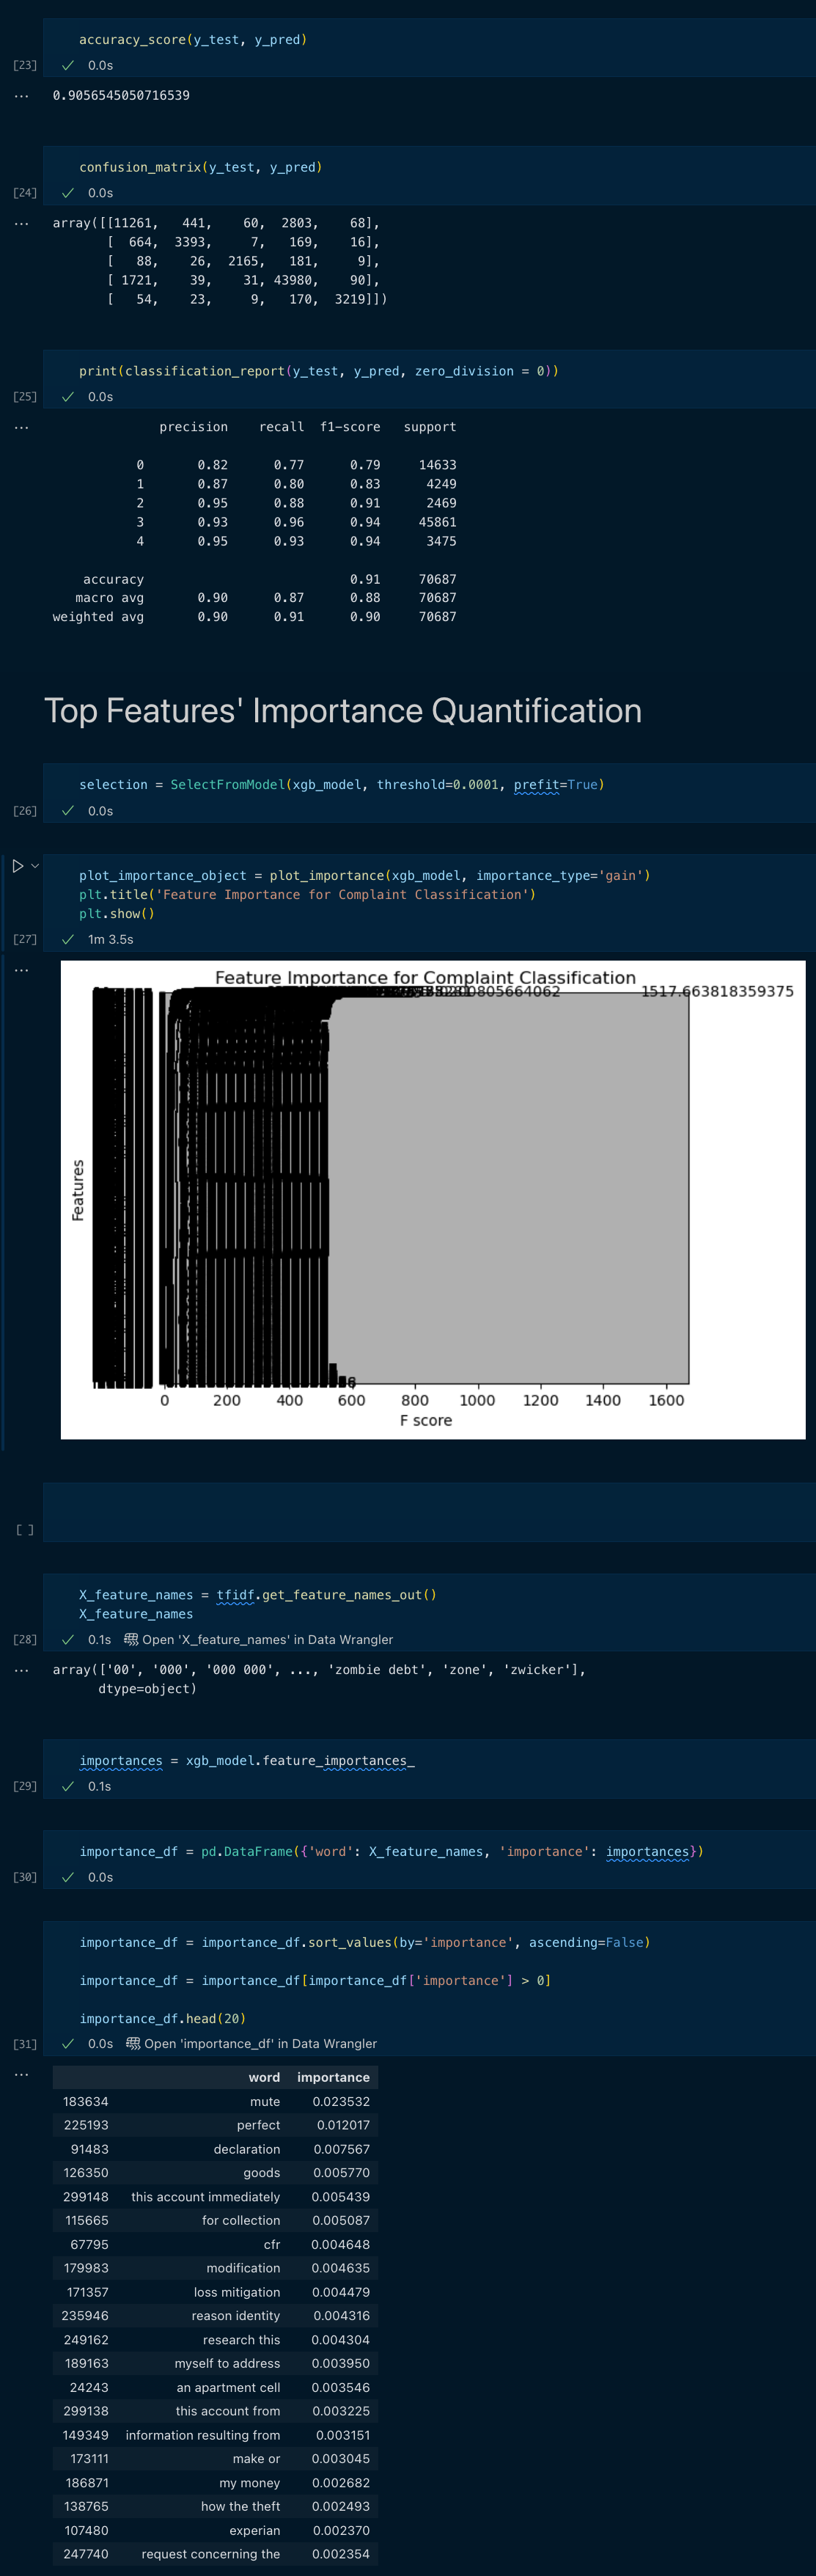 accuracy_score(y_test, y_pred)
[23]
0.0s
0.9056545050716539
confusion_matrix(y_test, y_pred)
[24]
0.0s
array([[11261,   441,    60,  2803,    68],
       [  664,  3393,     7,   169,    16],
       [   88,    26,  2165,   181,     9],
       [ 1721,    39,    31, 43980,    90],
       [   54,    23,     9,   170,  3219]])
print(classification_report(y_test, y_pred, zero_division = 0))
[25]
0.0s
precision    recall  f1-score   support
0       0.82      0.77      0.79     14633
1       0.87      0.80      0.83      4249
2       0.95      0.88      0.91      2469
3       0.93      0.96      0.94     45861
4       0.95      0.93      0.94      3475
accuracy                           0.91     70687
macro avg       0.90      0.87      0.88     70687
weighted avg       0.90      0.91      0.90     70687
Top Features' Importance Quantification
selection = SelectFromModel(xgb_model, threshold=0.0001, prefit=True)
[26]
0.0s
plot_importance_object = plot_importance(xgb_model, importance_type='gain')
plt.title('Feature Importance for Complaint Classification')
plt.show()
[27]
1m 3.5s
Feature Importance for Complaint Classification
1517.663818359375
Features
0 200 400 600 800 1000 1200 1400 1600
F score
[ ]
X_feature_names = tfidf.get_feature_names_out()
X_feature_names
[28]
0.1s Open 'X_feature_names' in Data Wrangler
array(['00', '000', '000 000', ..., 'zombie debt', 'zone', 'zwicker'],
      dtype=object)
importances = xgb_model.feature_importances_
[29]
0.1s
importance_df = pd.DataFrame({'word': X_feature_names, 'importance': importances})
[30]
0.0s
importance_df = importance_df.sort_values(by='importance', ascending=False)
importance_df = importance_df[importance_df['importance'] > 0]
importance_df.head(20)
[31]
0.0s Open 'importance_df' in Data Wrangler
word importance
183634 mute 0.023532
225193 perfect 0.012017
91483 declaration 0.007567
126350 goods 0.005770
299148 this account immediately 0.005439
115665 for collection 0.005087
67795 cfr 0.004648
179983 modification 0.004635
171357 loss mitigation 0.004479
235946 reason identity 0.004316
249162 research this 0.004304
189163 myself to address 0.003950
24243 an apartment cell 0.003546
299138 this account from 0.003225
149349 information resulting from 0.003151
173111 make or 0.003045
186871 my money 0.002682
138765 how the theft 0.002493
107480 experian 0.002370
247740 request concerning the 0.002354